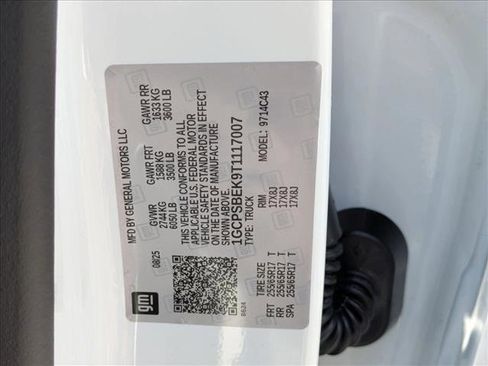 gm
MFD BY GENERAL MOTORS LLC
08/25 GVWR GAWR FRT GAWR RR
2744 KG 1588 KG 1633 KG
6050 LB 3500 LB 3600 LB
THIS VEHICLE CONFORMS TO ALL
APPLICABLE U.S. FEDERAL MOTOR
VEHICLE SAFETY STANDARDS IN EFFECT
ON THE DATE OF MANUFACTURE
SHOWN ABOVE.
1GCPSBEK9T1117007
TYPE: TRUCK MODEL: 9714C43
TIRE SIZE RIM
FRT 255/65R17 T 17X8J
RR 255/65R17 T 17X8J
SPA 255/65R17 T 17X8J